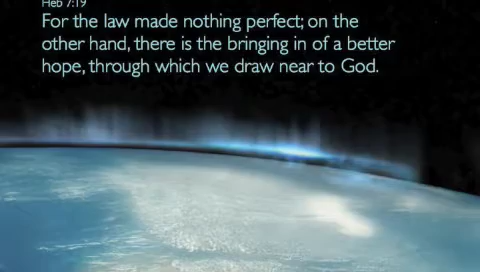 Heb 7:19
For the law made nothing perfect; on the
other hand, there is the bringing in of a better
hope, through which we draw near to God.